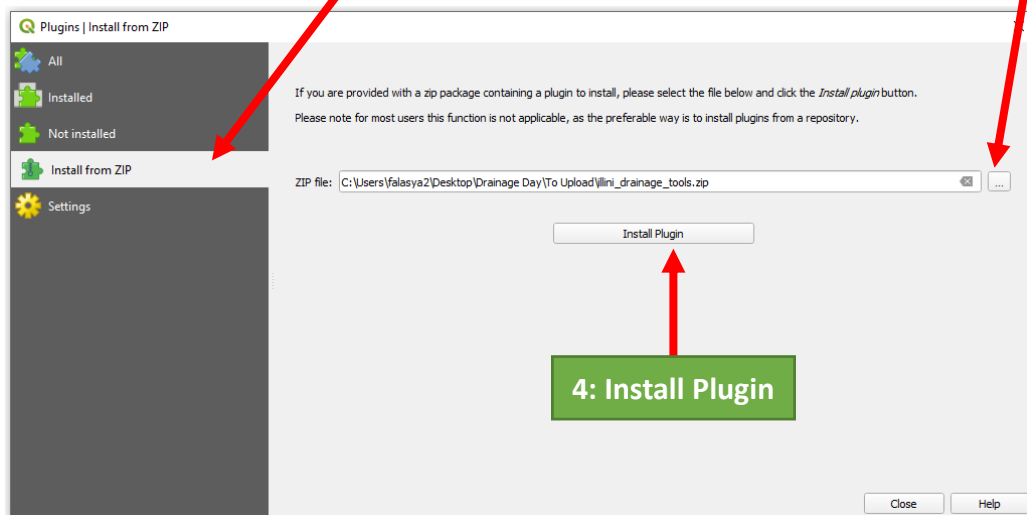 Plugins | Install from ZIP
All
Installed
Not installed
Install from ZIP
Settings
If you are provided with a zip package containing a plugin to install, please select the file below and click the Install plugin button.
Please note for most users this function is not applicable, as the preferable way is to install plugins from a repository.
ZIP file: C:\Users\falasya2\Desktop\Drainage Day\To Upload\illini_drainage_tools.zip ...
Install Plugin
4: Install Plugin
Close Help